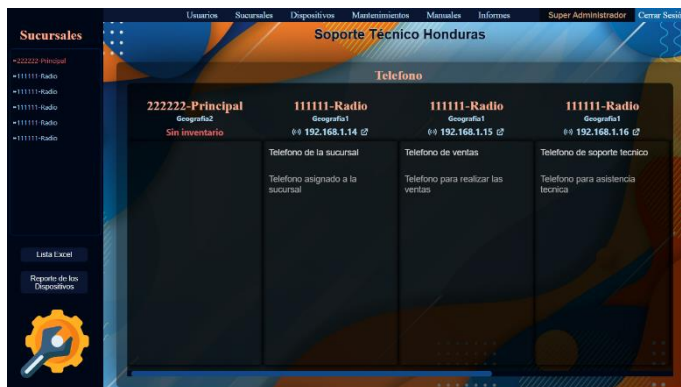 Usuarios Sucursales Dispositivos Mantenimientos Manuales Informes Super Administrador Cerrar Sesió
Sucursales
Soporte Técnico Honduras
222222-Principal
111111-Radio
111111-Radio
111111-Radio
111111-Radio
111111-Radio
Telefono
222222-Principal
Geografia2
Sin inventario
111111-Radio
Geografia1
192.168.1.14
Telefono de la sucursal
Telefono asignado a la
sucursal
111111-Radio
Geografia1
192.168.1.15
Telefono de ventas
Telefono para realizar las
ventas
111111-Radio
Geografia1
192.168.1.16
Telefono de soporte tecnico
Telefono para asistencia
tecnica
Lista Excel
Reporte de los
Dispositivos